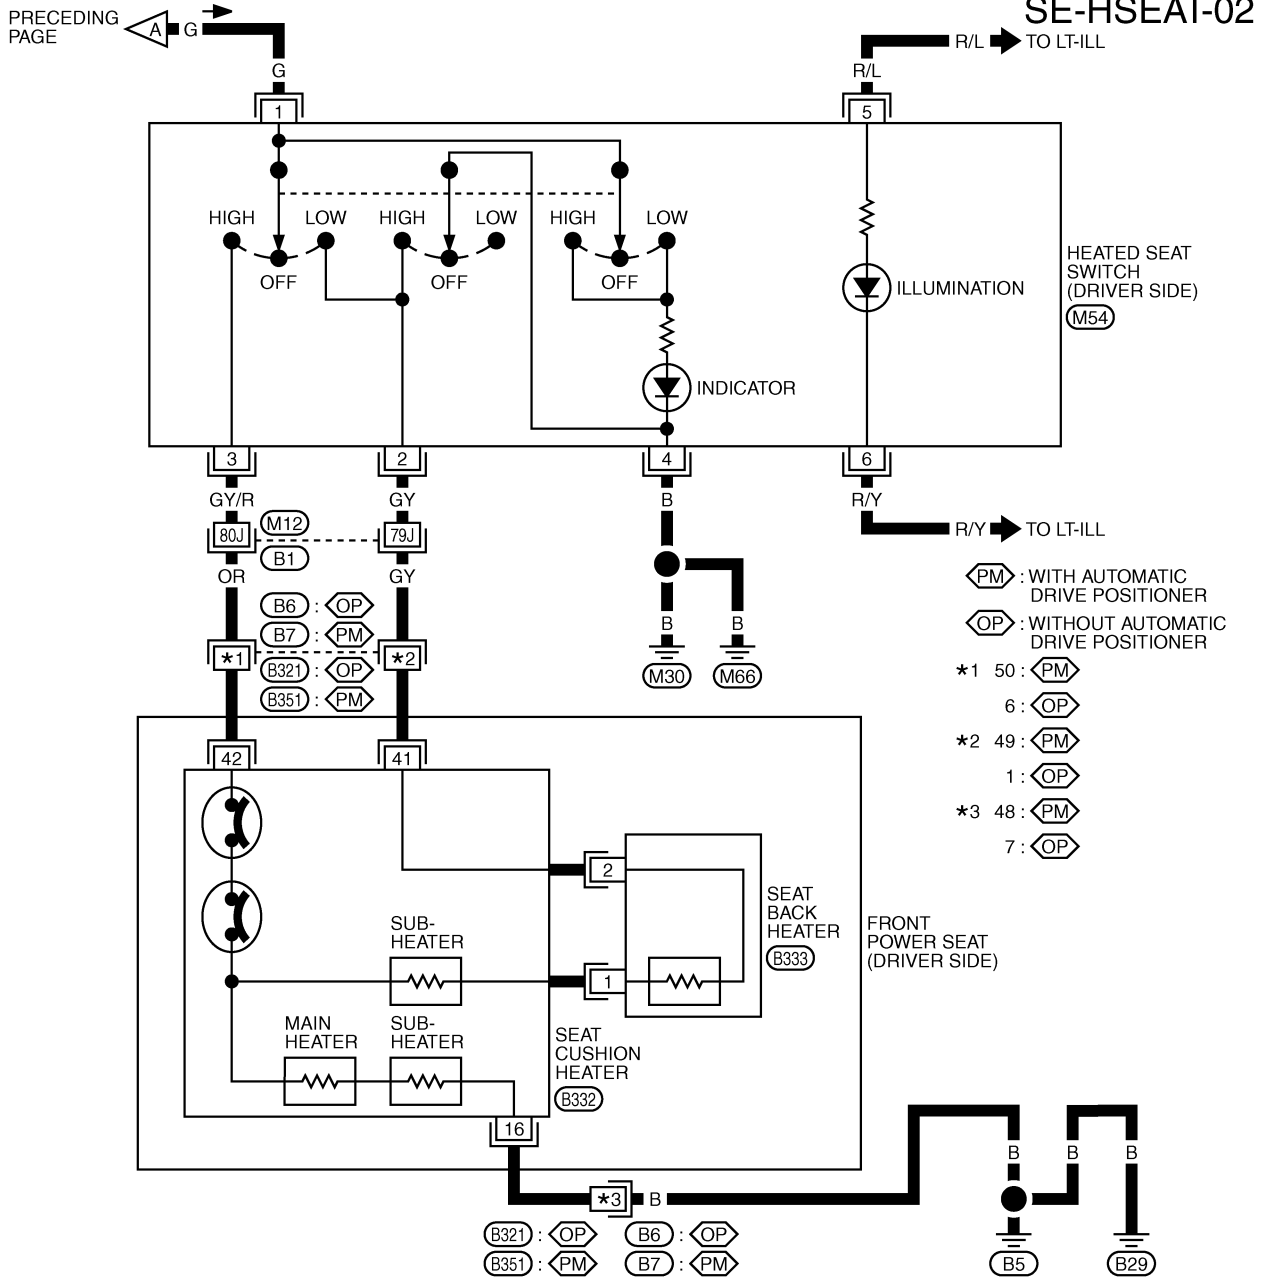 SE-HSEAT-02
PRECEDING
PAGE
A
G
G
R/L
TO LT-ILL
R/L
1
5
HIGH
LOW
HIGH
LOW
HIGH
LOW
OFF
OFF
OFF
HEATED SEAT
SWITCH
(DRIVER SIDE)
M54
ILLUMINATION
INDICATOR
3
2
4
6
GY/R
GY
B
R/Y
80J
M12
79J
B1
R/Y
TO LT-ILL
OR
GY
PM : WITH AUTOMATIC
DRIVE POSITIONER
OP : WITHOUT AUTOMATIC
DRIVE POSITIONER
B6 : OP
B7 : PM
B
B
*1
*2
B321 : OP
B351 : PM
M30
M66
*1 50 : PM
6 : OP
*2 49 : PM
1 : OP
*3 48 : PM
7 : OP
42
41
2
SEAT
BACK
HEATER
B333
FRONT
POWER SEAT
(DRIVER SIDE)
SUB-
HEATER
1
MAIN
HEATER
SUB-
HEATER
SEAT
CUSHION
HEATER
B332
16
B
B
B
*3
B
B321 : OP
B6 : OP
B351 : PM
B7 : PM
B5
B29